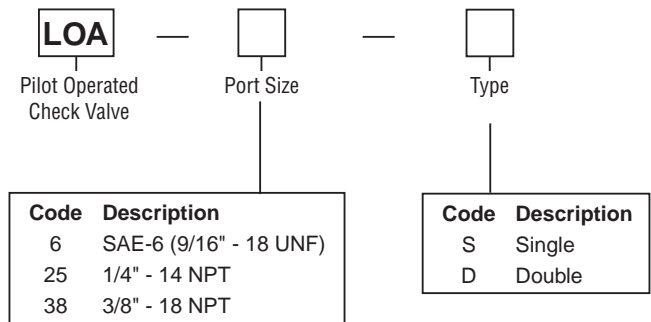 LOA — —
Pilot Operated
Check Valve
Port Size
Type
Code Description
6 SAE-6 (9/16" - 18 UNF)
25 1/4" - 14 NPT
38 3/8" - 18 NPT
Code Description
S Single
D Double